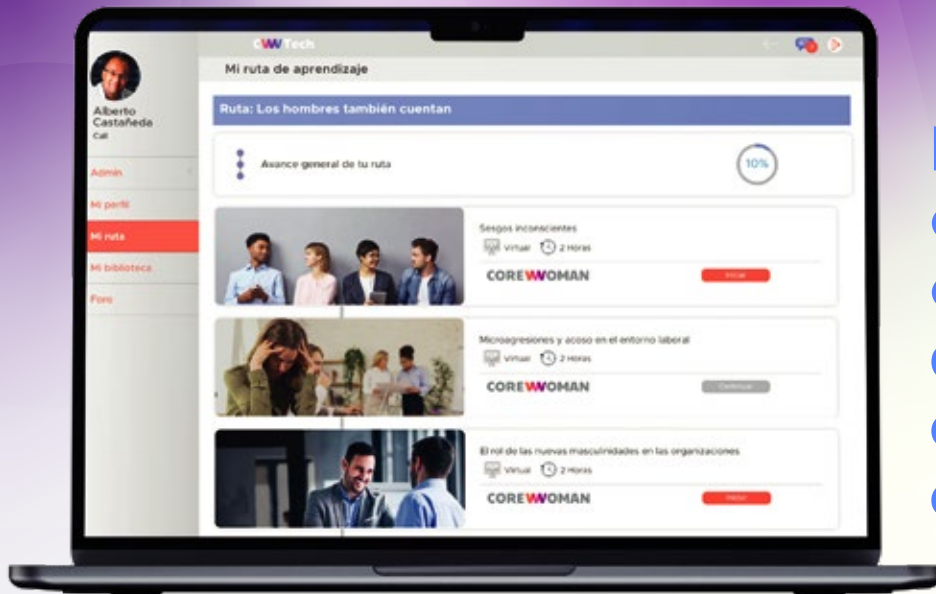 CWWTech
Mi ruta de aprendizaje
Alberto
Castañeda
Cali
Admin
Mi perfil
Mi ruta
Mi biblioteca
Foro
Ruta: Los hombres también cuentan
Avance general de tu ruta
10%
Sesgos inconscientes
Virtual 2 Horas
COREWOMAN
Iniciar
Microagresiones y acoso en el entorno laboral
Virtual 2 Horas
COREWOMAN
Continuar
El rol de las nuevas masculinidades en las organizaciones
Virtual 2 Horas
COREWOMAN
Iniciar